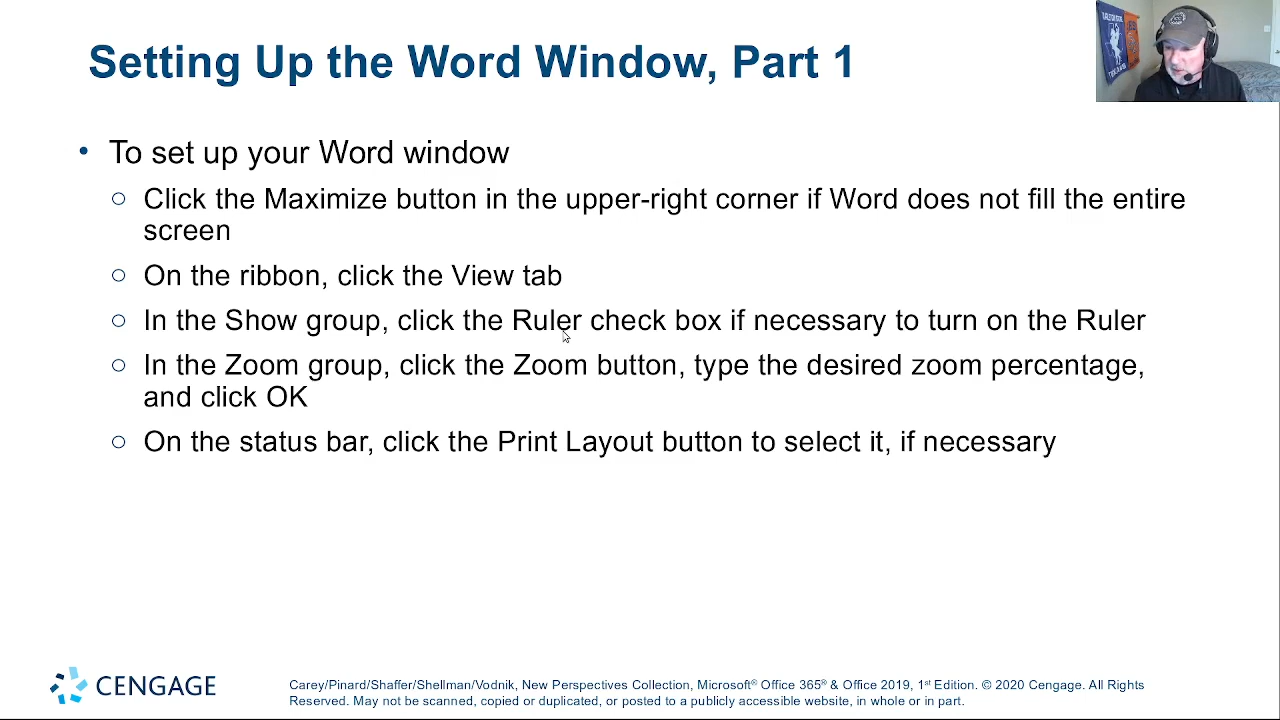 Setting Up the Word Window, Part 1
• To set up your Word window
○ Click the Maximize button in the upper-right corner if Word does not fill the entire
screen
○ On the ribbon, click the View tab
○ In the Show group, click the Ruler check box if necessary to turn on the Ruler
○ In the Zoom group, click the Zoom button, type the desired zoom percentage,
and click OK
○ On the status bar, click the Print Layout button to select it, if necessary
CENGAGE
Carey/Pinard/Shaffer/Shellman/Vodnik, New Perspectives Collection, Microsoft® Office 365® & Office 2019, 1st Edition. © 2020 Cengage. All Rights
Reserved. May not be scanned, copied or duplicated, or posted to a publicly accessible website, in whole or in part.